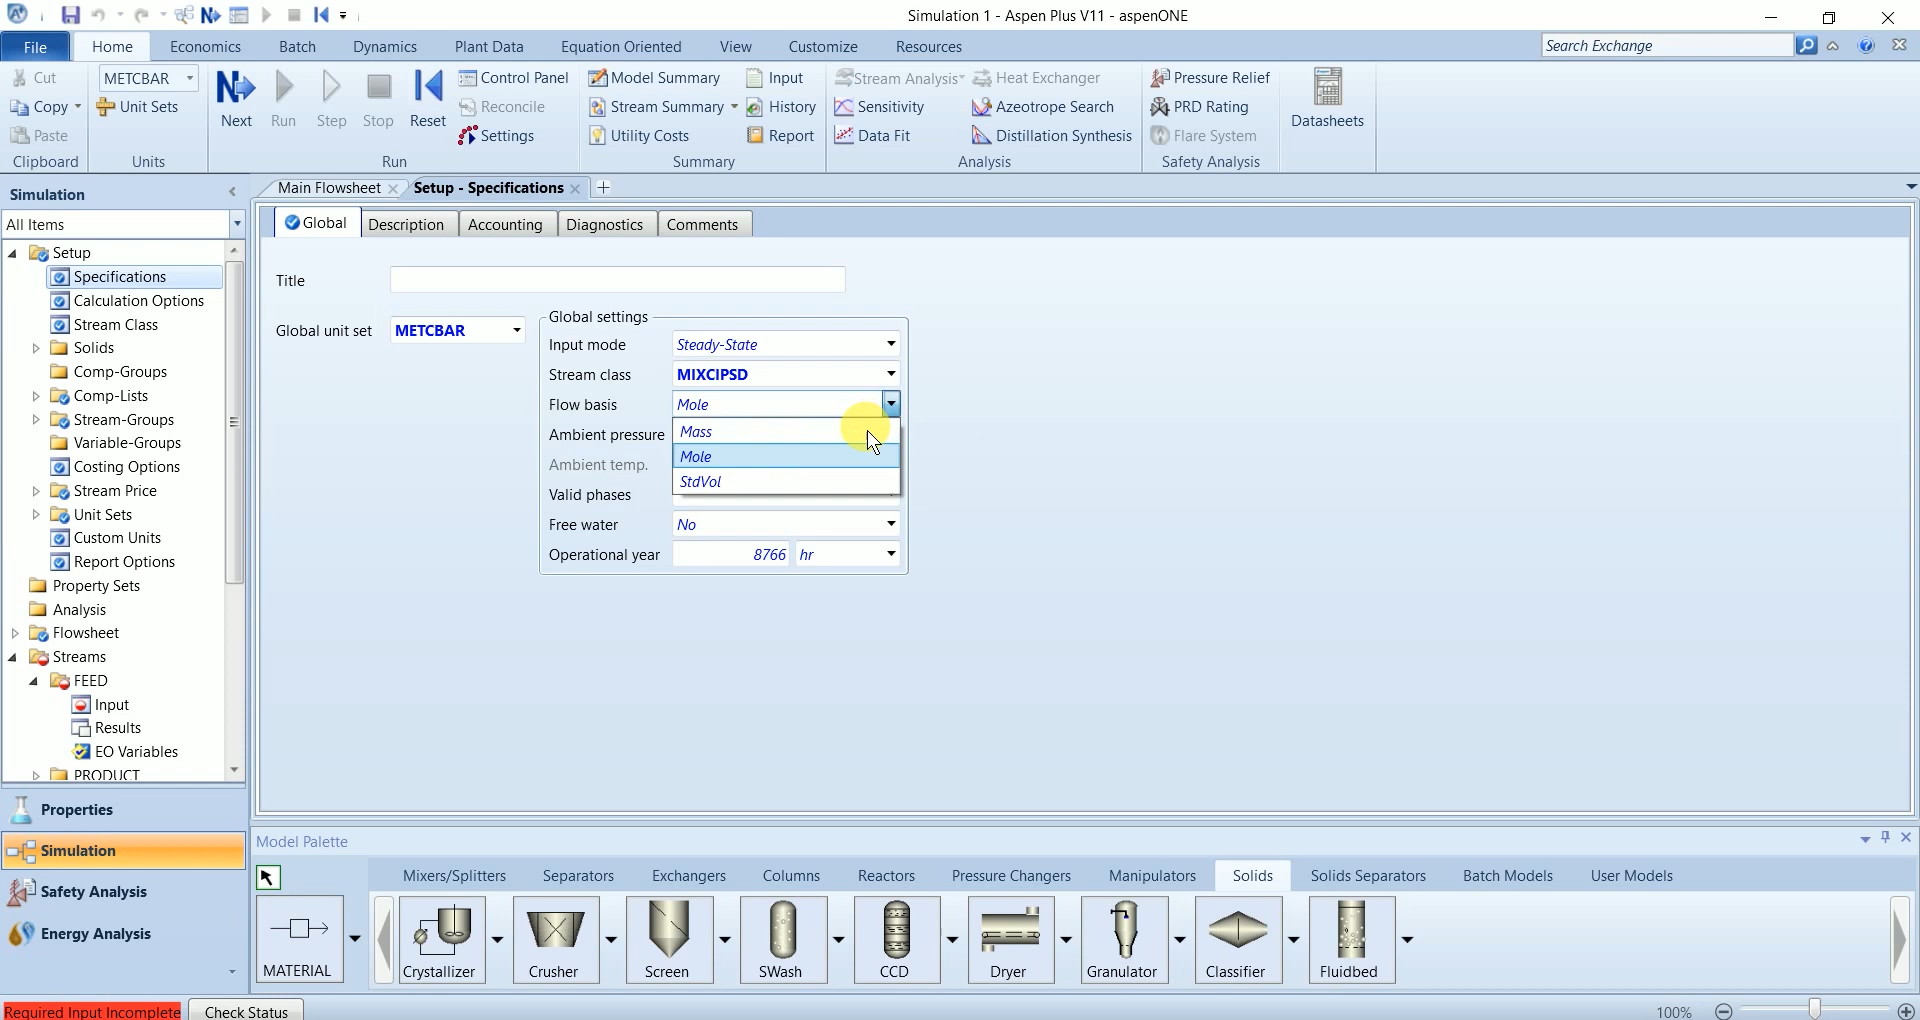 Simulation 1 - Aspen Plus V11 - aspenONE
File Home Economics Batch Dynamics Plant Data Equation Oriented View Customize Resources Search Exchange
Cut METCBAR Control Panel Model Summary Input Stream Analysis Heat Exchanger Pressure Relief
Copy Unit Sets Next Run Step Stop Reset Reconcile Stream Summary History Sensitivity Azeotrope Search PRD Rating Datasheets
Paste Settings Utility Costs Report Data Fit Distillation Synthesis Flare System
Clipboard Units Run Summary Analysis Safety Analysis
Simulation
Main Flowsheet Setup - Specifications
All Items
Setup
Specifications
Calculation Options
Stream Class
Solids
Comp-Groups
Comp-Lists
Stream-Groups
Variable-Groups
Costing Options
Stream Price
Unit Sets
Custom Units
Report Options
Property Sets
Analysis
Flowsheet
Streams
FEED
Input
Results
EO Variables
PRODUCT
Properties
Simulation
Safety Analysis
Energy Analysis
Global Description Accounting Diagnostics Comments
Title
Global unit set METCBAR
Global settings
Input mode Steady-State
Stream class MIXCIPSD
Flow basis Mole
Ambient pressure Mass
Mole
Ambient temp.
StdVol
Valid phases
Free water No
Operational year 8766 hr
Model Palette
Mixers/Splitters Separators Exchangers Columns Reactors Pressure Changers Manipulators Solids Solids Separators Batch Models User Models
MATERIAL Crystallizer Crusher Screen SWash CCD Dryer Granulator Classifier Fluidbed
Required Input Incomplete Check Status 100%